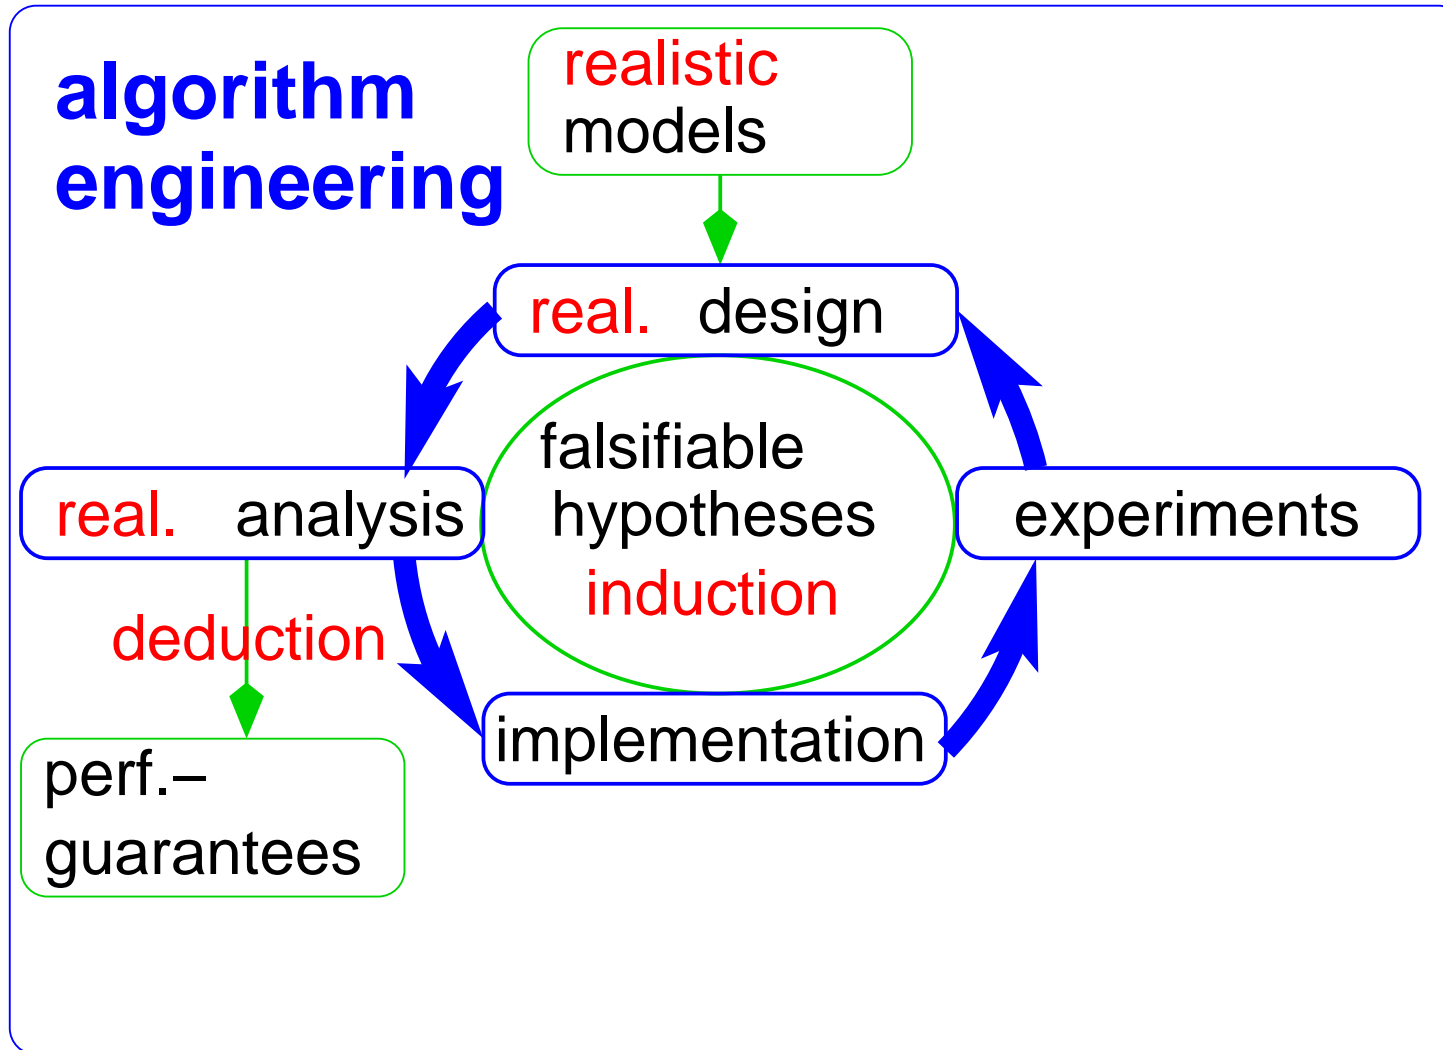 algorithm
engineering
realistic
models
real. design
falsifiable
hypotheses
induction
real. analysis
experiments
deduction
implementation
perf.–
guarantees